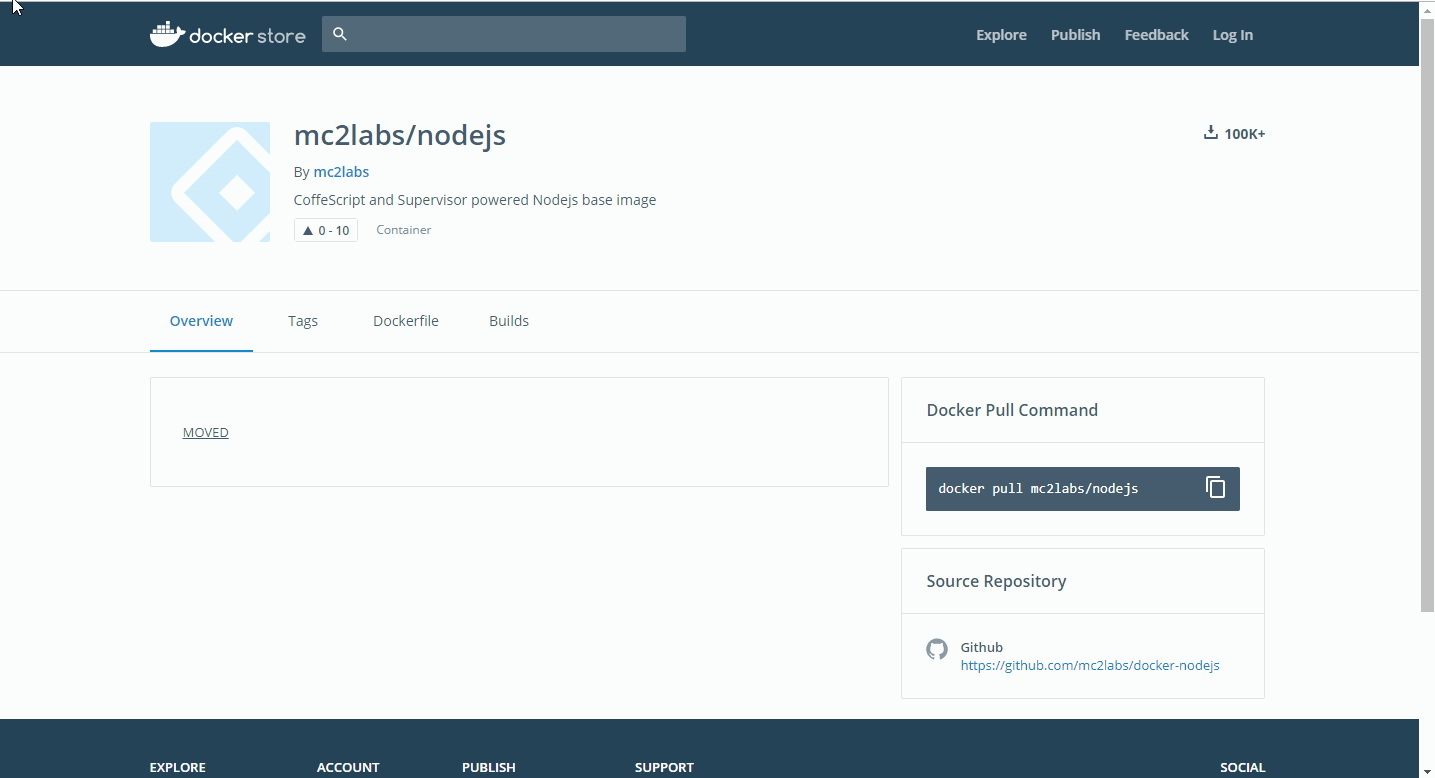 docker store
Explore Publish Feedback Log In
mc2labs/nodejs
100K+
By mc2labs
CoffeScript and Supervisor powered Nodejs base image
0 - 10 Container
Overview Tags Dockerfile Builds
MOVED
Docker Pull Command
docker pull mc2labs/nodejs
Source Repository
Github
https://github.com/mc2labs/docker-nodejs
EXPLORE ACCOUNT PUBLISH SUPPORT SOCIAL